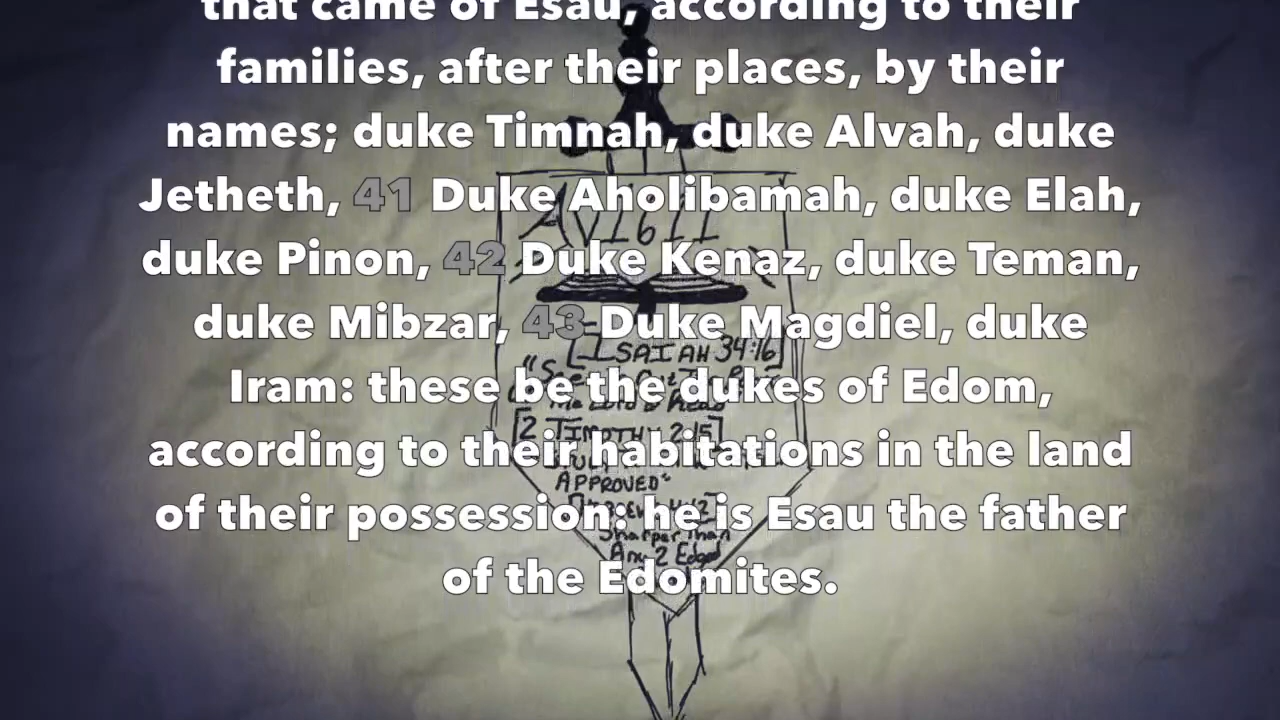 that came of Esau, according to their
families, after their places, by their
names; duke Timnah, duke Alvah, duke
Jetheth, 41 Duke Aholibamah, duke Elah,
duke Pinon, 42 Duke Kenaz, duke Teman,
duke Mibzar, 43 Duke Magdiel, duke
Iram: these be the dukes of Edom,
according to their habitations in the land
of their possession: he is Esau the father
of the Edomites.
AV1611
[ISAIAH 34:16]
[2 TIMOTHY 2:15]
APPROVED"
Sharper than
Any 2 Edged